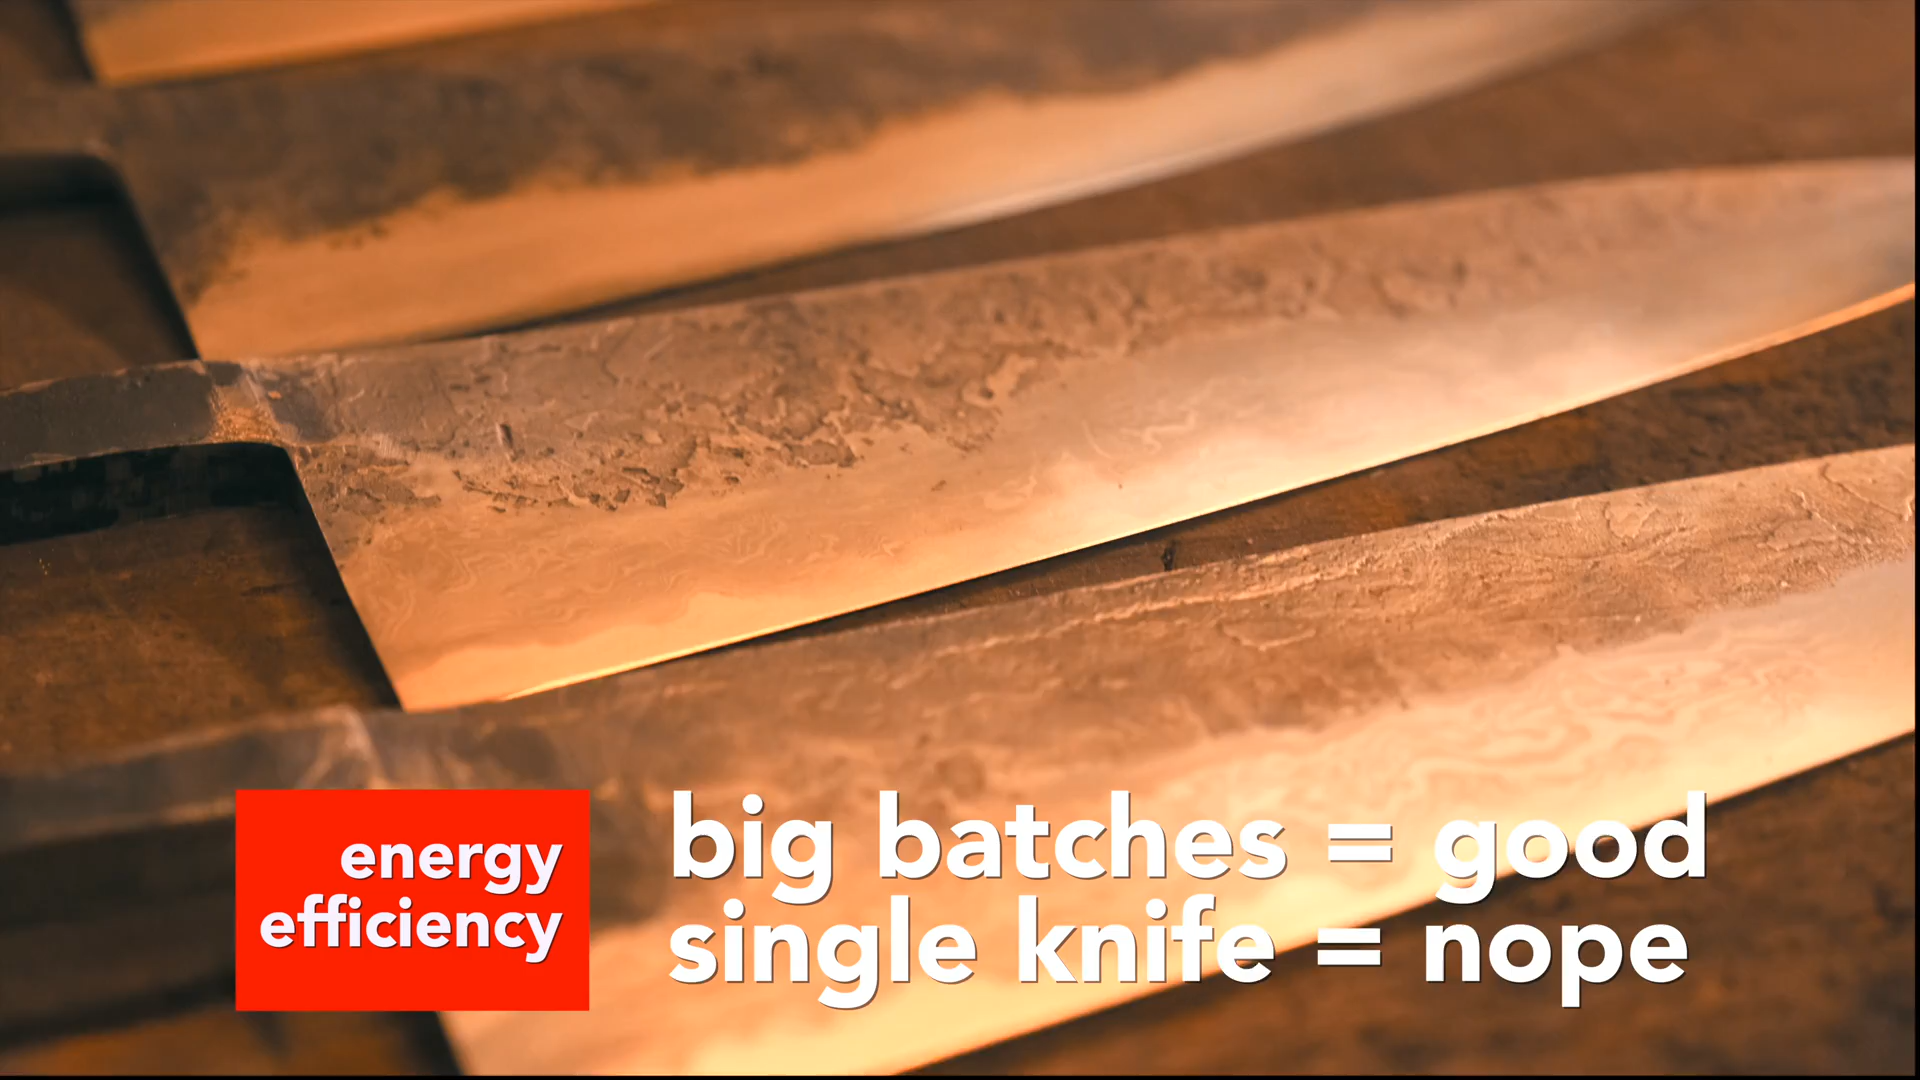 energy
efficiency
big batches = good
single knife = nope